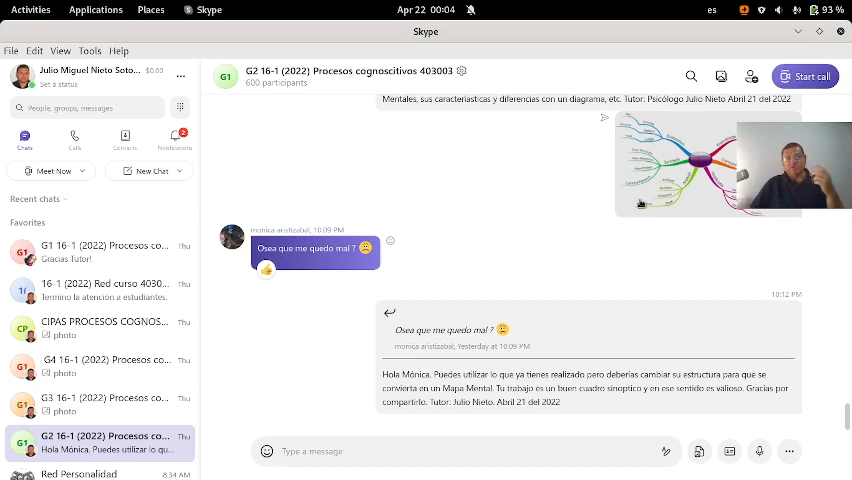 Activities Applications Places Skype Apr 22 00:04 es 93 %
Skype
File Edit View Tools Help
Julio Miguel Nieto Soto... $0.00
Set a status
People, groups, messages
Chats Calls Contacts Notifications
2
Meet Now New Chat
Recent chats
Favorites
G1 16-1 (2022) Procesos co... Thu
Gracias Tutor!
16-1 (2022) Red curso 4030... Thu
Termino la atención a estudiantes.
CIPAS PROCESOS COGNOS... Thu
photo
G4 16-1 (2022) Procesos co... Thu
photo
G3 16-1 (2022) Procesos co... Thu
photo
G2 16-1 (2022) Procesos co... Thu
Hola Mónica. Puedes utilizar lo qu...
Red Personalidad 8:34 AM
G1
1(
CP
G1
G1
G1
G1 G2 16-1 (2022) Procesos cognoscitivos 403003
600 participants
Start call
Mentales, sus caracteriasticas y diferencias con un diagrama, etc. Tutor: Psicólogo Julio Nieto Abril 21 del 2022
monica aristizabal, 10:09 PM
Osea que me quedo mal ?
10:12 PM
Osea que me quedo mal ?
monica aristizabal, Yesterday at 10:09 PM
Hola Mónica. Puedes utilizar lo que ya tienes realizado pero deberías cambiar su estructura para que se
convierta en un Mapa Mental. Tu trabajo es un buen cuadro sinoptico y en ese sentido es valioso. Gracias por
compartirlo. Tutor: Julio Nieto. Abril 21 del 2022
Type a message